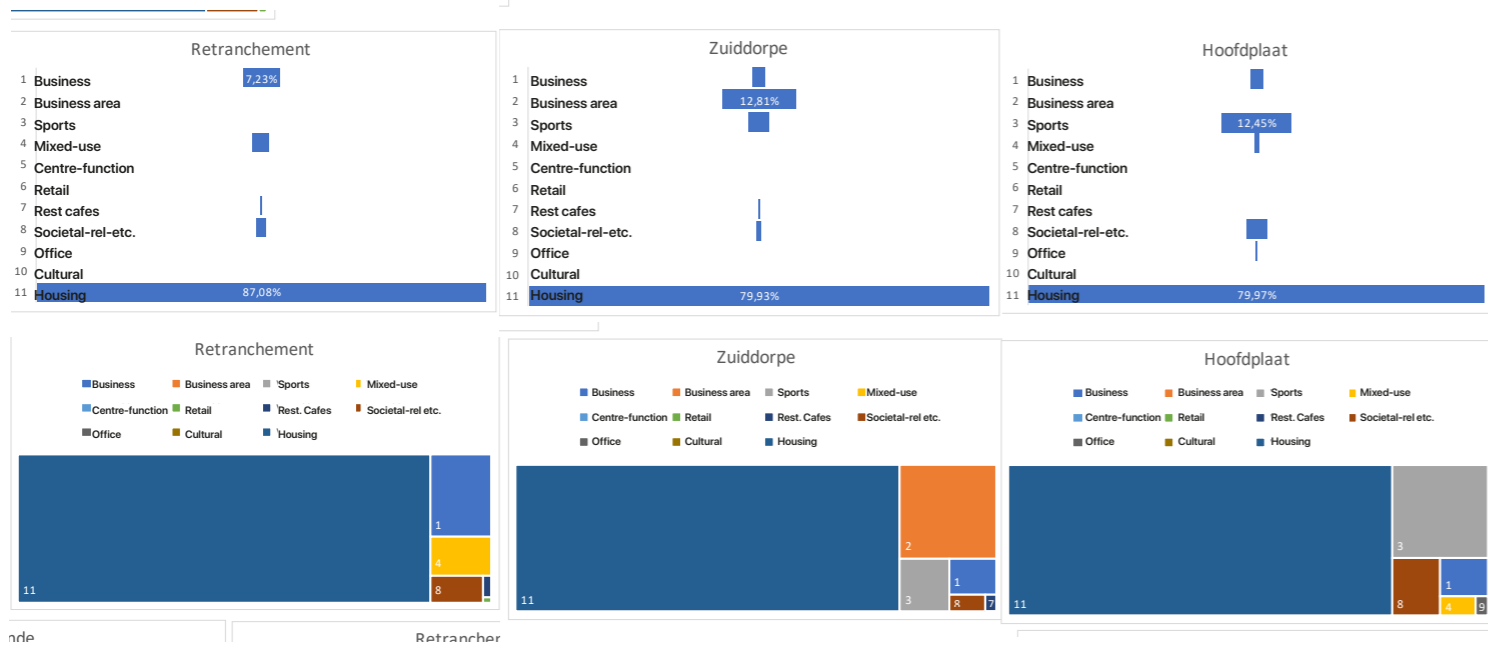 Retranchement
1 Business 7,23%
2 Business area
3 Sports
4 Mixed-use
5 Centre-function
6 Retail
7 Rest cafes
8 Societal-rel-etc.
9 Office
10 Cultural
11 Housing 87,08%
Zuiddorpe
1 Business
2 Business area 12,81%
3 Sports
4 Mixed-use
5 Centre-function
6 Retail
7 Rest cafes
8 Societal-rel-etc.
9 Office
10 Cultural
11 Housing 79,93%
Hoofdplaat
1 Business
2 Business area
3 Sports 12,45%
4 Mixed-use
5 Centre-function
6 Retail
7 Rest cafes
8 Societal-rel-etc.
9 Office
10 Cultural
11 Housing 79,97%
Retranchement
Business Business area 'Sports Mixed-use
Centre-function Retail 'Rest. Cafes Societal-rel etc.
Office Cultural 'Housing
1
4
11 8
Zuiddorpe
Business Business area Sports Mixed-use
Centre-function Retail Rest. Cafes Societal-rel etc.
Office Cultural Housing
2
1
11 3 8 7
Hoofdplaat
Business Business area Sports Mixed-use
Centre-function Retail Rest. Cafes Societal-rel etc.
Office Cultural Housing
3
1
11 8 4 9
nde
Retrancher